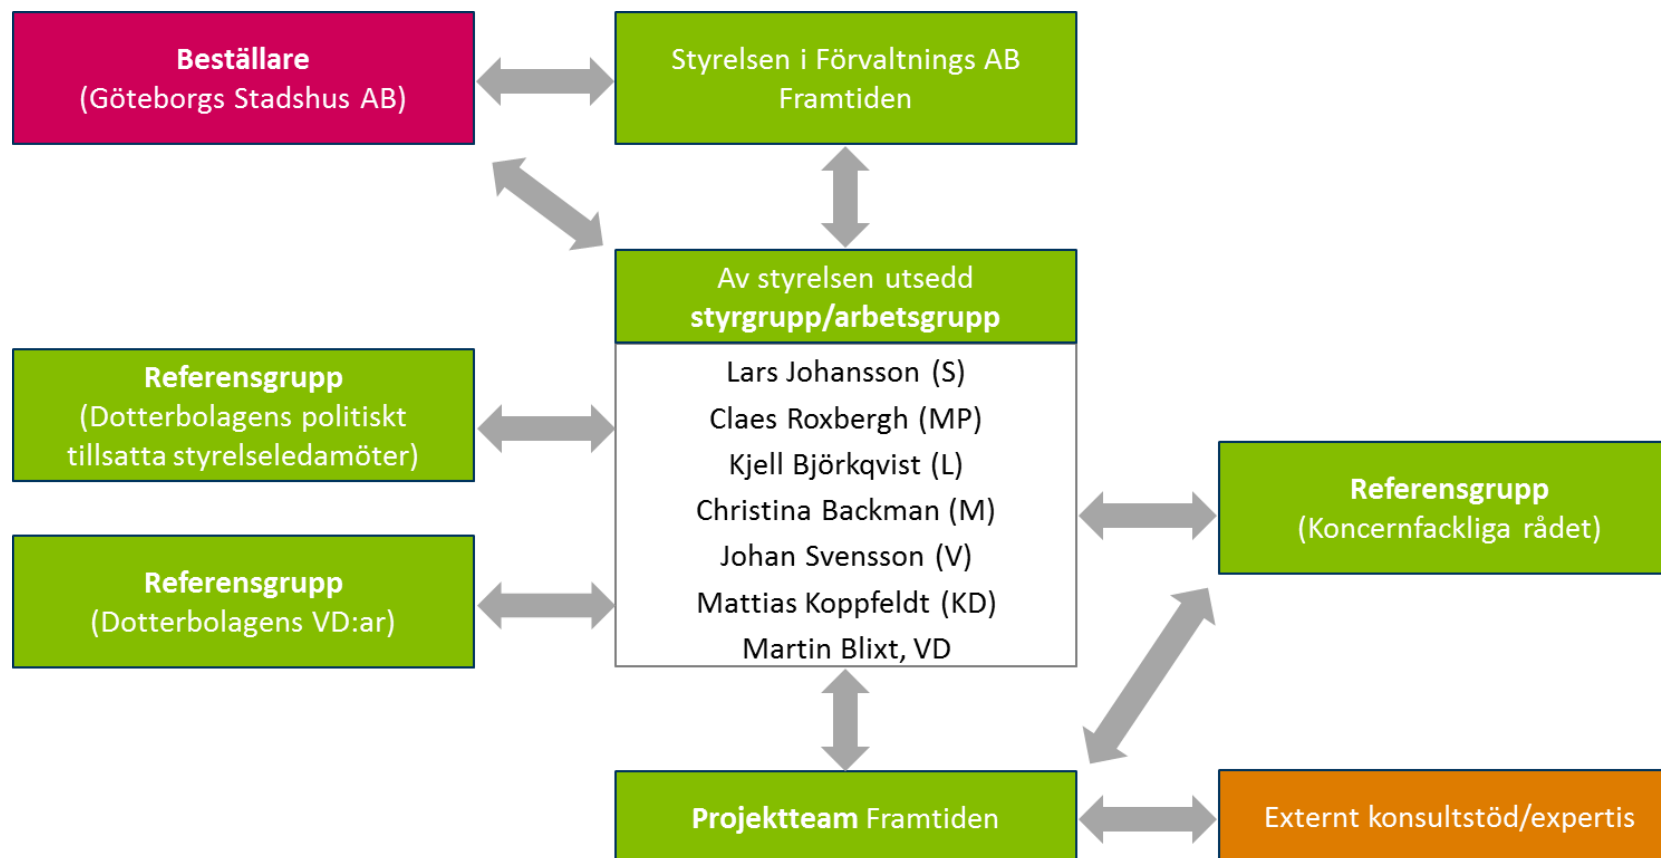 Beställare
(Göteborgs Stadshus AB)
Styrelsen i Förvaltnings AB
Framtiden
Av styrelsen utsedd
styrgrupp/arbetsgrupp
Lars Johansson (S)
Claes Roxbergh (MP)
Kjell Björkqvist (L)
Christina Backman (M)
Johan Svensson (V)
Mattias Koppfeldt (KD)
Martin Blixt, VD
Referensgrupp
(Dotterbolagens politiskt
tillsatta styrelseledamöter)
Referensgrupp
(Dotterbolagens VD:ar)
Referensgrupp
(Koncernfackliga rådet)
Projektteam Framtiden
Externt konsultstöd/expertis